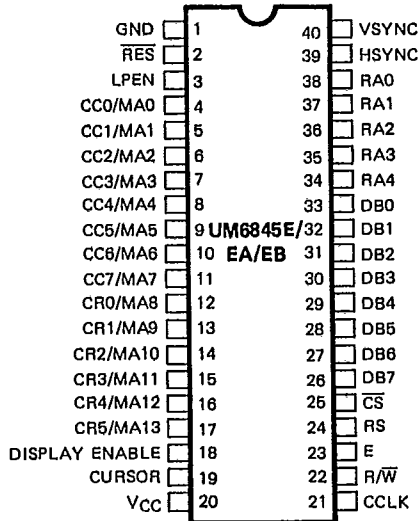 GND 1 40 VSYNC
R̅E̅S̅ 2 39 HSYNC
LPEN 3 38 RA0
CC0/MA0 4 37 RA1
CC1/MA1 5 36 RA2
CC2/MA2 6 35 RA3
CC3/MA3 7 34 RA4
CC4/MA4 8 33 DB0
CC5/MA5 9 UM6845E/ 32 DB1
CC6/MA6 10 EA/EB 31 DB2
CC7/MA7 11 30 DB3
CR0/MA8 12 29 DB4
CR1/MA9 13 28 DB5
CR2/MA10 14 27 DB6
CR3/MA11 15 26 DB7
CR4/MA12 16 25 C̅S̅
CR5/MA13 17 24 RS
DISPLAY ENABLE 18 23 E
CURSOR 19 22 R/W̅
VCC 20 21 CCLK